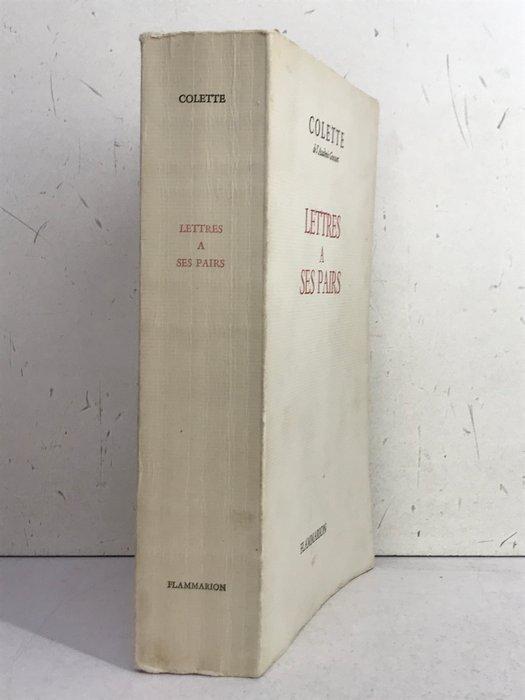 COLETTE
LETTRES
A
SES PAIRS
FLAMMARION
COLETTE
de l'Académie Goncourt
LETTRES
A
SES PAIRS
FLAMMARION